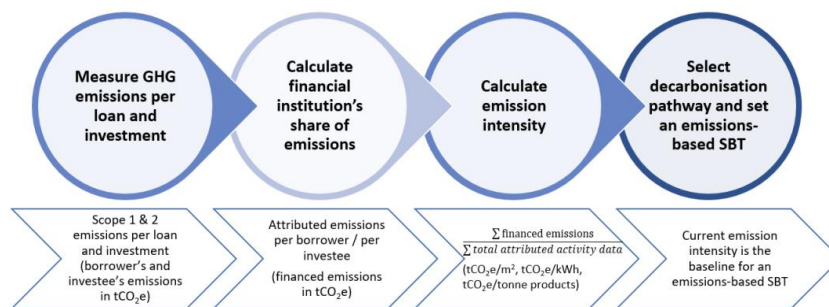 Measure GHG
emissions per
loan and
investment
Calculate
financial
institution's
share of
emissions
Calculate
emission
intensity
Select
decarbonisation
pathway and set
an emissions-
based SBT
Scope 1 & 2
emissions per loan
and investment
(borrower's and
investee's emissions
in tCO₂e)
Attributed emissions
per borrower / per
investee
(financed emissions
in tCO₂e)
∑ financed emissions
∑ total attributed activity data
(tCO₂e/m², tCO₂e/kWh,
tCO₂e/tonne products)
Current emission
intensity is the
baseline for an
emissions-based SBT